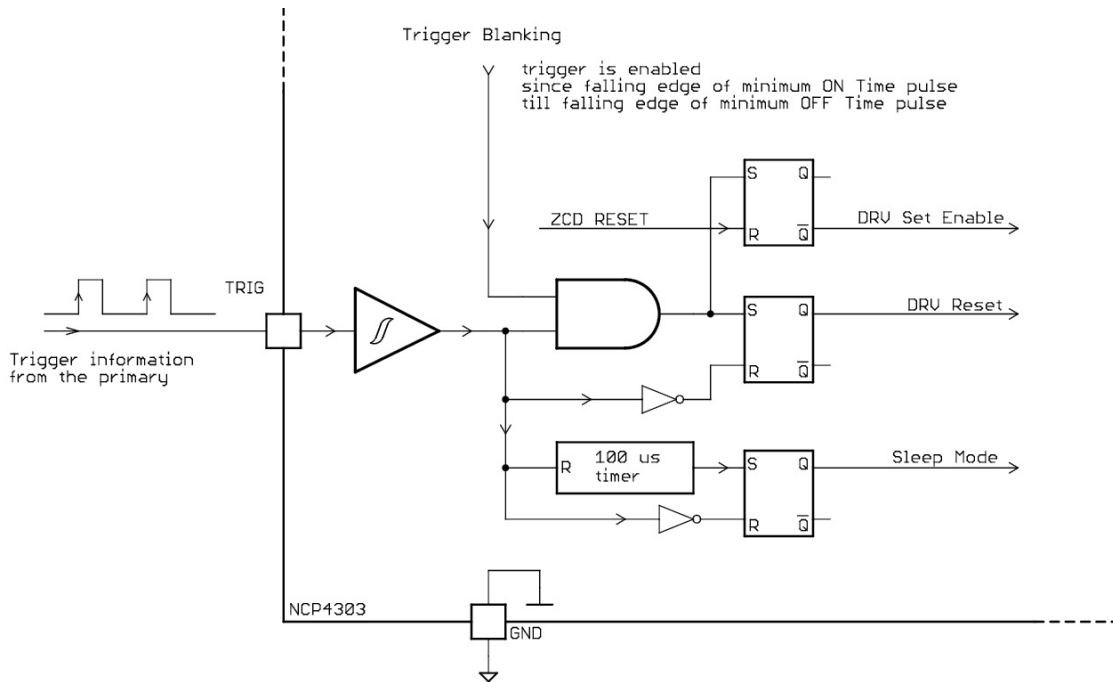 Trigger Blanking
trigger is enabled
since falling edge of minimum ON Time pulse
till falling edge of minimum OFF Time pulse
S Q
ZCD RESET
R Q̅
DRV Set Enable
TRIG
S Q
DRV Reset
R Q̅
Trigger information
from the primary
R 100 us
timer
S Q
Sleep Mode
R Q̅
NCP4303
GND